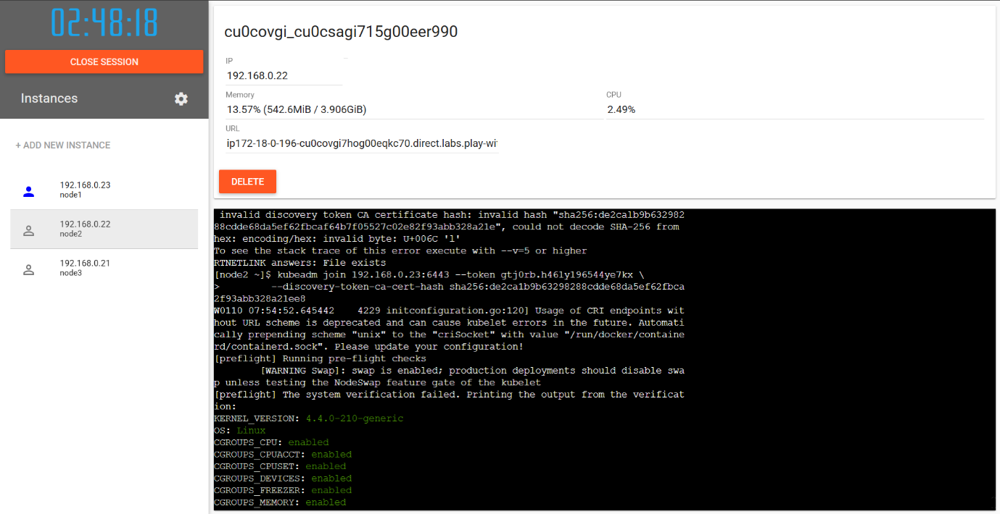 02:48:18
CLOSE SESSION
Instances
+ ADD NEW INSTANCE
192.168.0.23
node1
192.168.0.22
node2
192.168.0.21
node3
cu0covgi_cu0csagi715g00eer990
IP
192.168.0.22
Memory
13.57% (542.6MiB / 3.906GiB)
CPU
2.49%
URL
ip172-18-0-196-cu0covgi7hog00eqkc70.direct.labs.play-wi
DELETE
invalid discovery token CA certificate hash: invalid hash "sha256:de2calb9b632982
88cdde68da5ef62fbcaf64b7f05527c02e82f93abb328a21e", could not decode SHA-256 from
hex: encoding/hex: invalid byte: U+006C 'l'
To see the stack trace of this error execute with --v=5 or higher
RTNETLINK answers: File exists
[node2 ~]$ kubeadm join 192.168.0.23:6443 --token gtj0rb.h46ly196544ye7kx \
> --discovery-token-ca-cert-hash sha256:de2ca1b9b63298288cdde68da5ef62fbca
2f93abb328a21ee8
W0110 07:54:52.645442 4229 initconfiguration.go:120] Usage of CRI endpoints wit
hout URL scheme is deprecated and can cause kubelet errors in the future. Automati
cally prepending scheme "unix" to the "criSocket" with value "/run/docker/containe
rd/containerd.sock". Please update your configuration!
[preflight] Running pre-flight checks
[WARNING Swap]: swap is enabled; production deployments should disable swa
p unless testing the NodeSwap feature gate of the kubelet
[preflight] The system verification failed. Printing the output from the verificat
ion:
KERNEL_VERSION: 4.4.0-210-generic
OS: Linux
CGROUPS_CPU: enabled
CGROUPS_CPUACCT: enabled
CGROUPS_CPUSET: enabled
CGROUPS_DEVICES: enabled
CGROUPS_FREEZER: enabled
CGROUPS_MEMORY: enabled